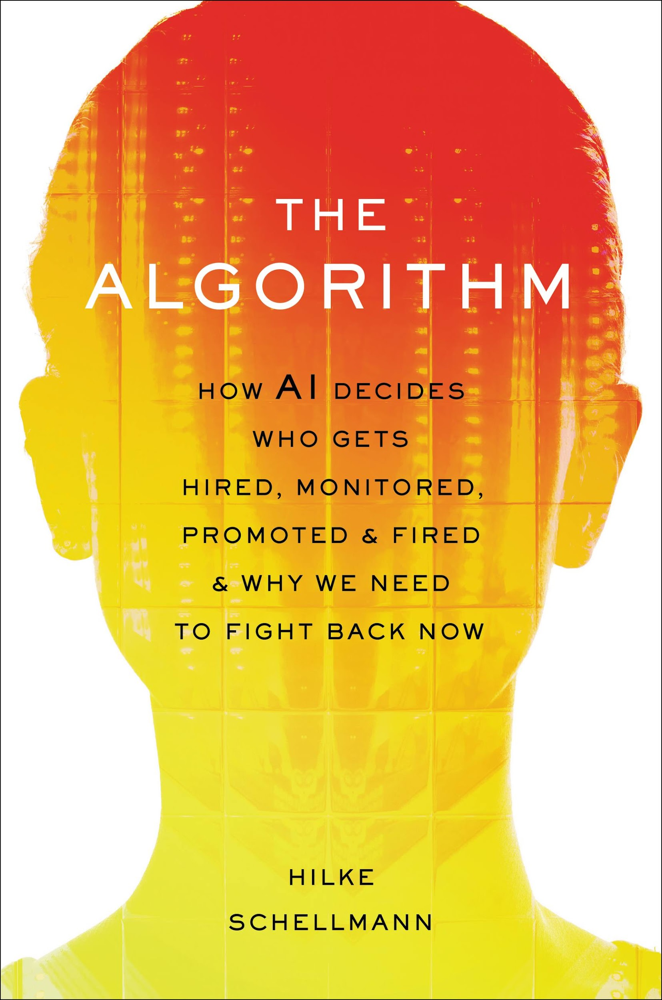 THE
ALGORITHM
HOW AI DECIDES
WHO GETS
HIRED, MONITORED,
PROMOTED & FIRED
& WHY WE NEED
TO FIGHT BACK NOW
HILKE
SCHELLMANN